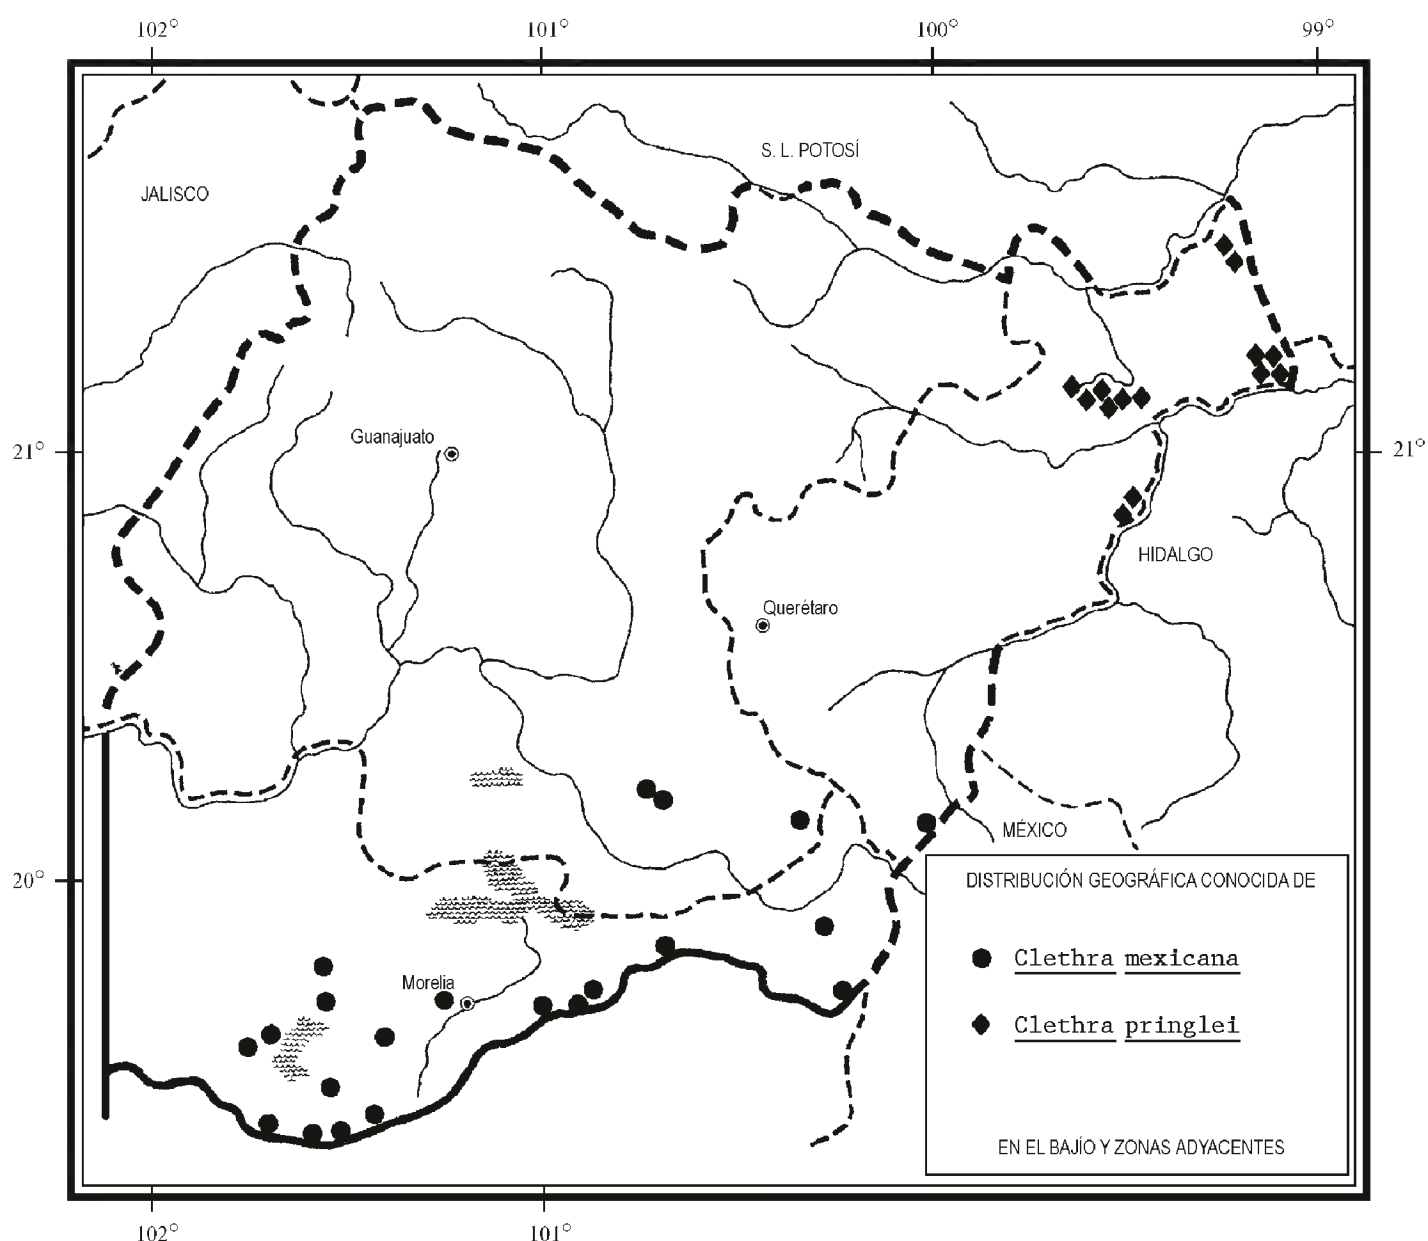 102° 101° 100° 99°
S. L. POTOSÍ
JALISCO
Guanajuato
21° 21°
HIDALGO
Querétaro
MÉXICO
20°
DISTRIBUCIÓN GEOGRÁFICA CONOCIDA DE
Clethra mexicana
Morelia
Clethra pringlei
EN EL BAJÍO Y ZONAS ADYACENTES
102° 101°